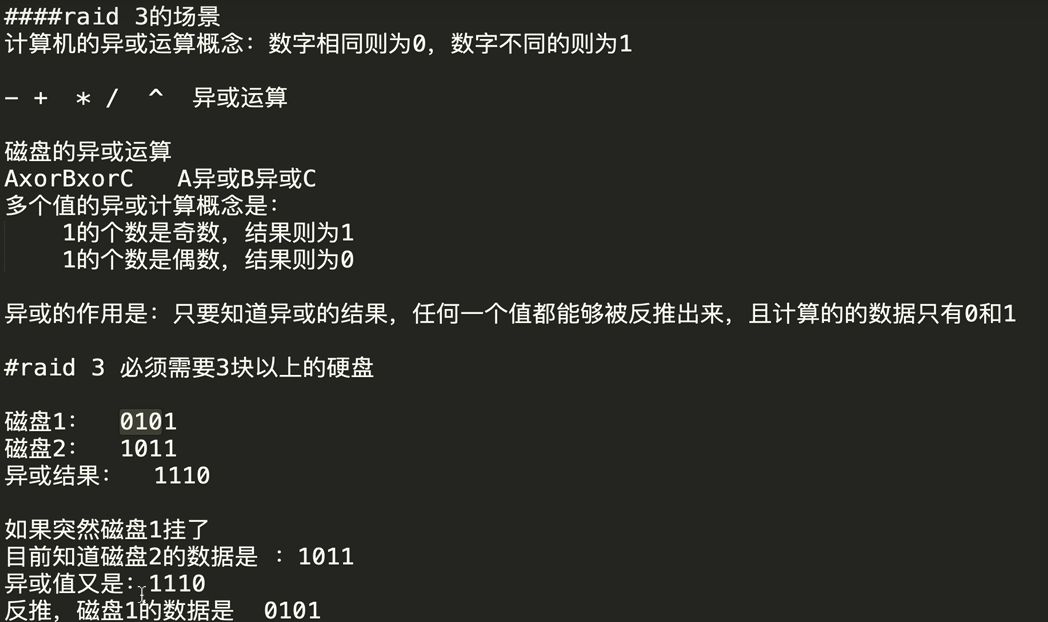 ####raid 3的场景
计算机的异或运算概念：数字相同则为0，数字不同的则为1
- +  * /  ^  异或运算
磁盘的异或运算
AxorBxorC   A异或B异或C
多个值的异或计算概念是：
1的个数是奇数，结果则为1
1的个数是偶数，结果则为0
异或的作用是：只要知道异或的结果，任何一个值都能够被反推出来，且计算的的数据只有0和1
#raid 3 必须需要3块以上的硬盘
磁盘1：  0101
磁盘2：  1011
异或结果：  1110
如果突然磁盘1挂了
目前知道磁盘2的数据是 ：1011
异或值又是：1110
反推，磁盘1的数据是  0101